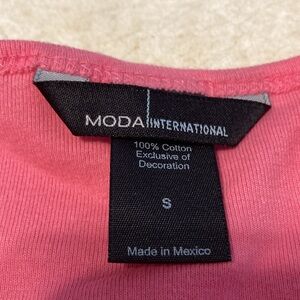 MODA INTERNATIONAL
100% Cotton
Exclusive of
Decoration
S
Made in Mexico